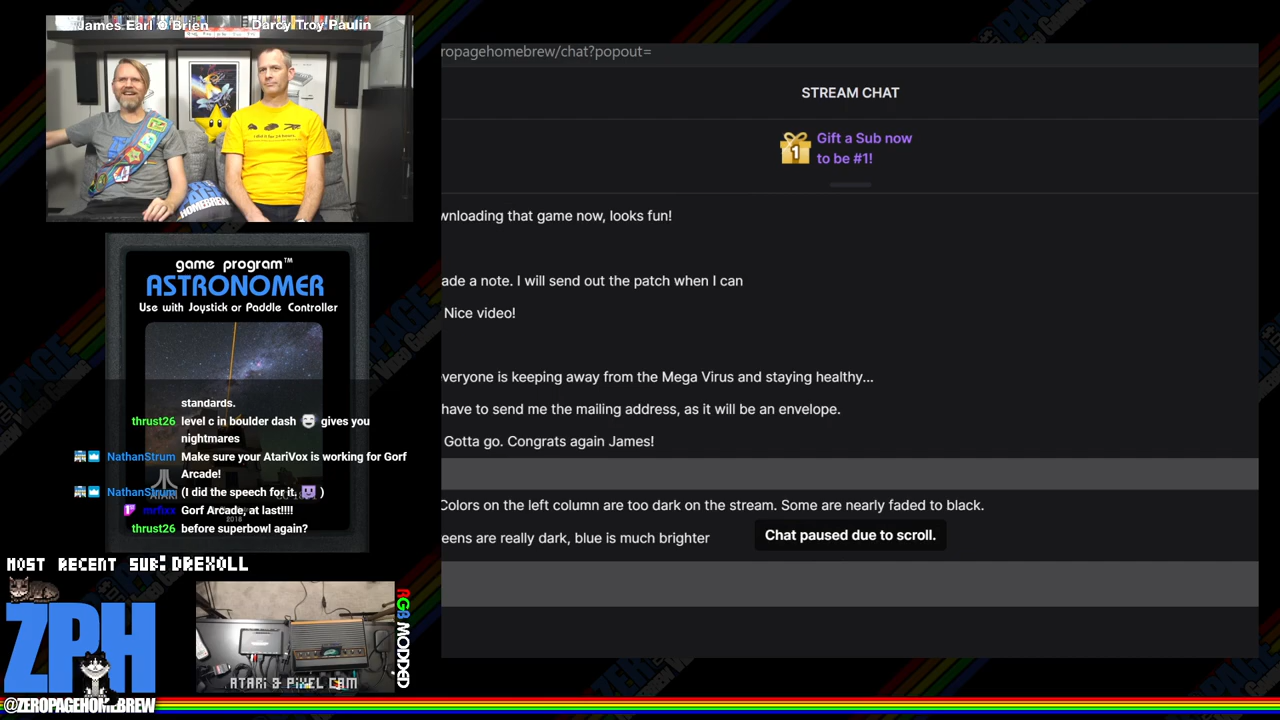 James Earl O'Brien
Darcy Troy Paulin
ZPH
HOMEBREW
game program™
ASTRONOMER
Use with Joystick or Paddle Controller
standards.
thrust26 level c in boulder dash gives you
nightmares
NathanStrum Make sure your AtariVox is working for Gorf
Arcade!
NathanStrum (I did the speech for it. )
mrfixx Gorf Arcade, at last!!!!
2018
thrust26 before superbowl again?
MOST RECENT SUB: DREXOLL
ZPH
@ZEROPAGEHOMEBREW
RGB MODDED
ATARI & PIXEL CAM
ropagehomebrew/chat?popout=
STREAM CHAT
1
Gift a Sub now
to be #1!
wnloading that game now, looks fun!
ade a note. I will send out the patch when I can
Nice video!
veryone is keeping away from the Mega Virus and staying healthy...
have to send me the mailing address, as it will be an envelope.
Gotta go. Congrats again James!
Colors on the left column are too dark on the stream. Some are nearly faded to black.
eens are really dark, blue is much brighter
Chat paused due to scroll.